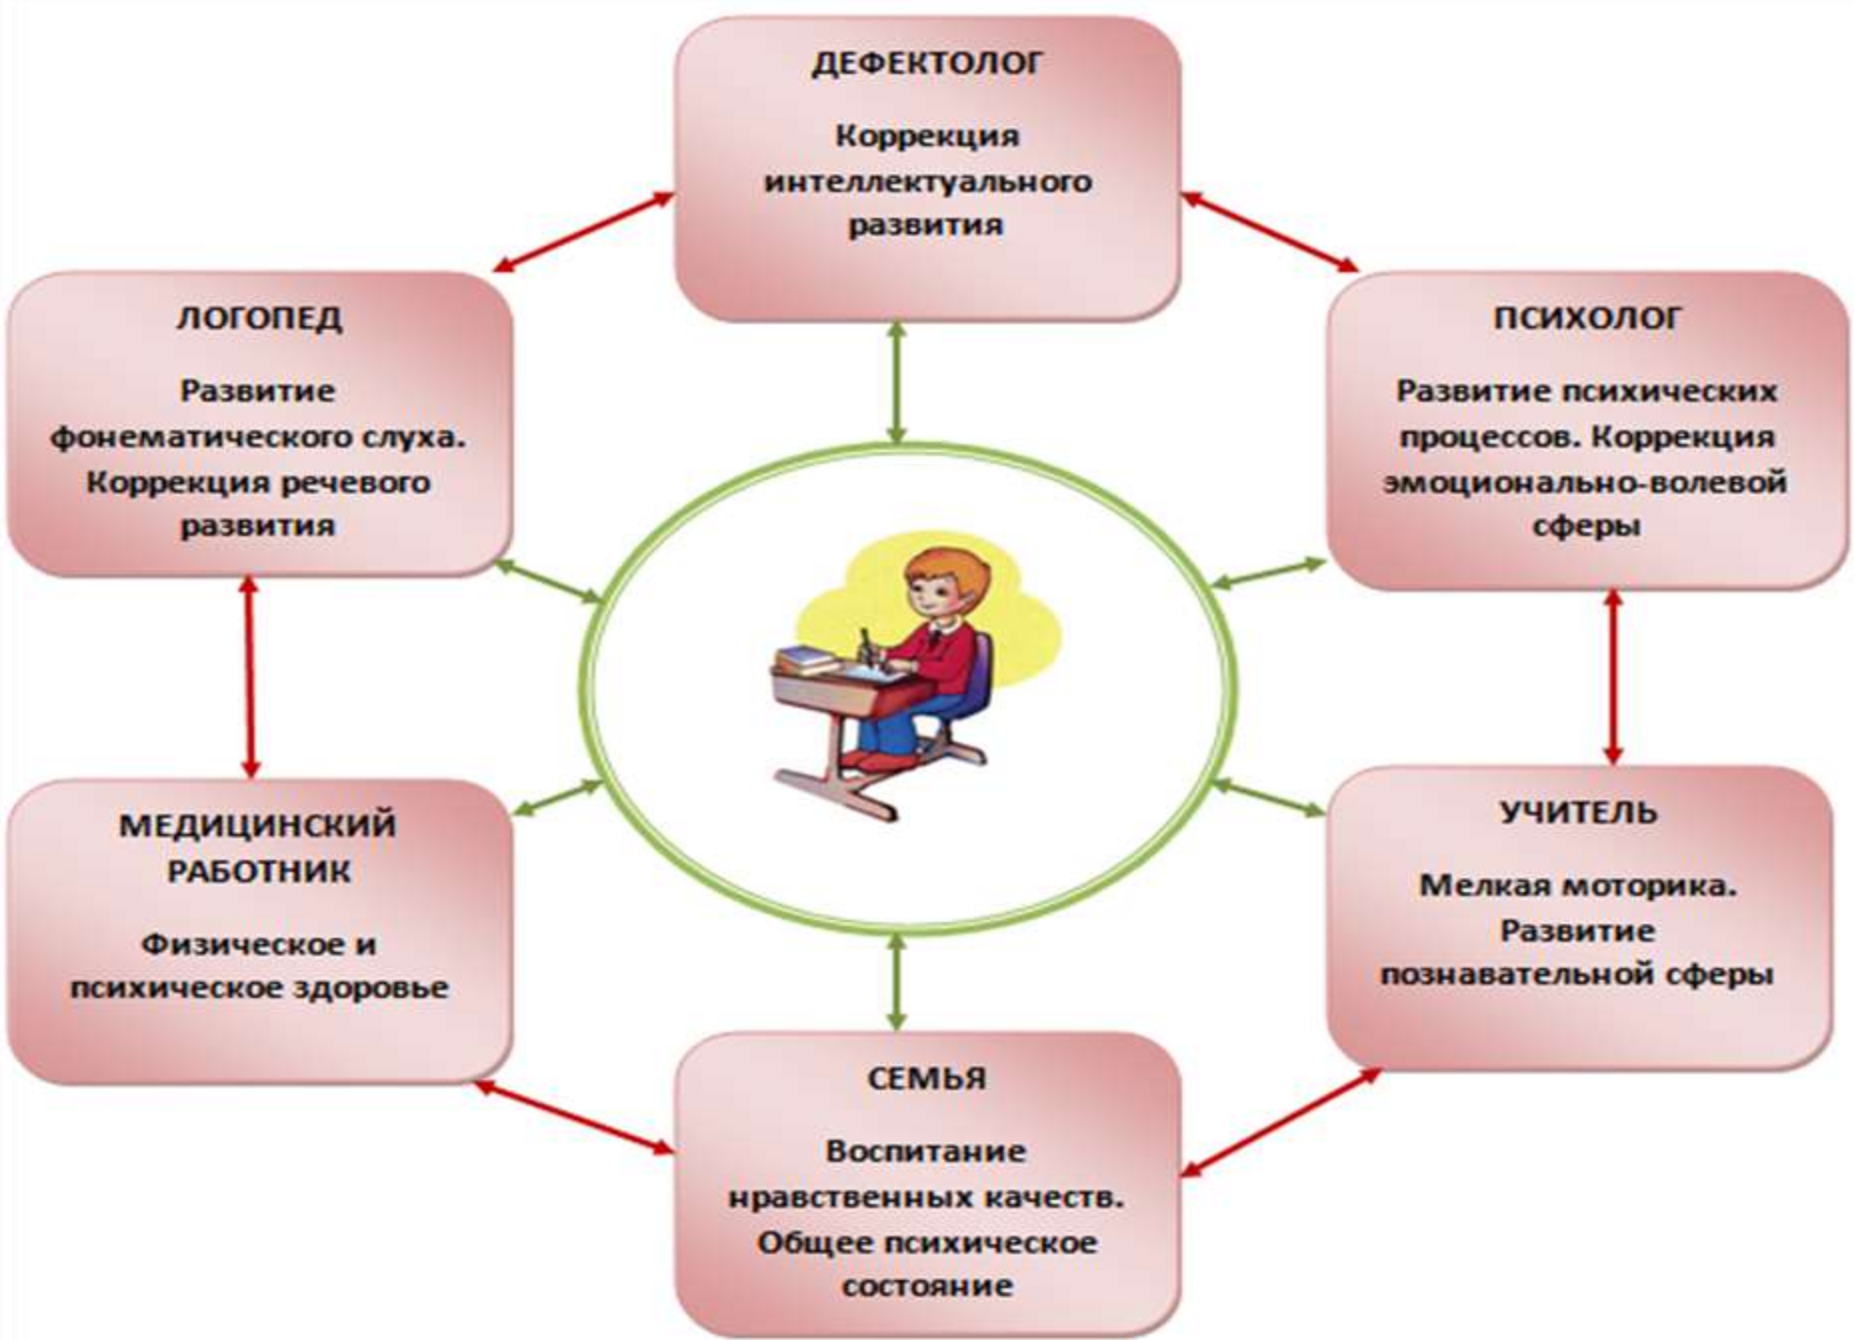 ДЕФЕКТОЛОГ
Коррекция
интеллектуального
развития
ЛОГОПЕД
Развитие
фонематического слуха.
Коррекция речевого
развития
ПСИХОЛОГ
Развитие психических
процессов. Коррекция
эмоционально-волевой
сферы
МЕДИЦИНСКИЙ
РАБОТНИК
Физическое и
психическое здоровье
УЧИТЕЛЬ
Мелкая моторика.
Развитие
познавательной сферы
СЕМЬЯ
Воспитание
нравственных качеств.
Общее психическое
состояние